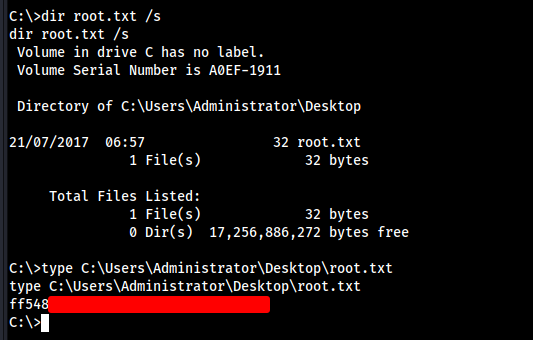 C:\>dir root.txt /s
dir root.txt /s
 Volume in drive C has no label.
 Volume Serial Number is A0EF-1911
 Directory of C:\Users\Administrator\Desktop
21/07/2017  06:57                32 root.txt
               1 File(s)             32 bytes
     Total Files Listed:
               1 File(s)             32 bytes
               0 Dir(s)  17,256,886,272 bytes free
C:\>type C:\Users\Administrator\Desktop\root.txt
type C:\Users\Administrator\Desktop\root.txt
ff548
C:\>